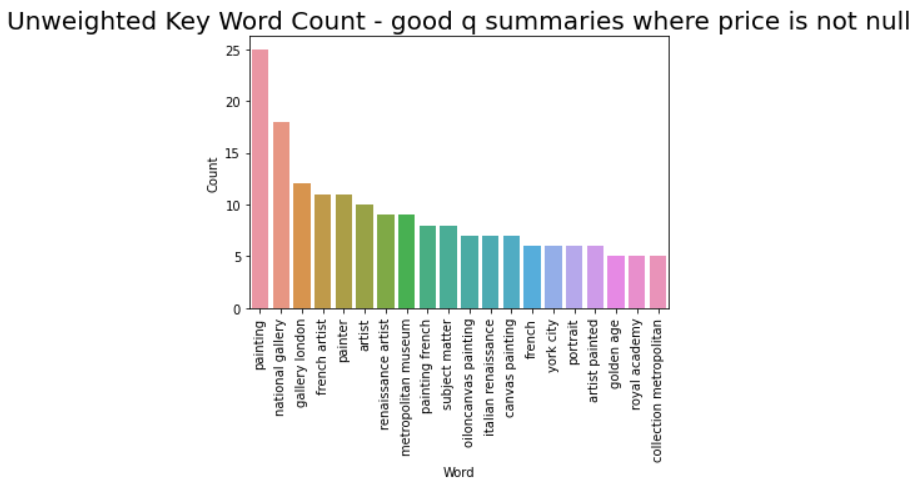 Unweighted Key Word Count - good q summaries where price is not null
25
20
15
10
5
0
Count
painting
national gallery
gallery london
french artist
painter
artist
renaissance artist
metropolitan museum
painting french
subject matter
oiloncanvas painting
italian renaissance
canvas painting
french
york city
portrait
artist painted
golden age
royal academy
collection metropolitan
Word